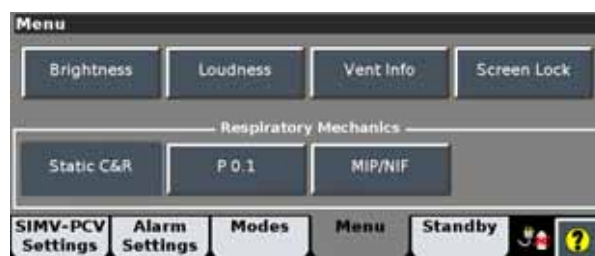 Menu
Brightness Loudness Vent Info Screen Lock
Respiratory Mechanics
Static C&R P 0.1 MIP/NIF
SIMV-PCV Alarm Modes Menu Standby
Settings Settings ?